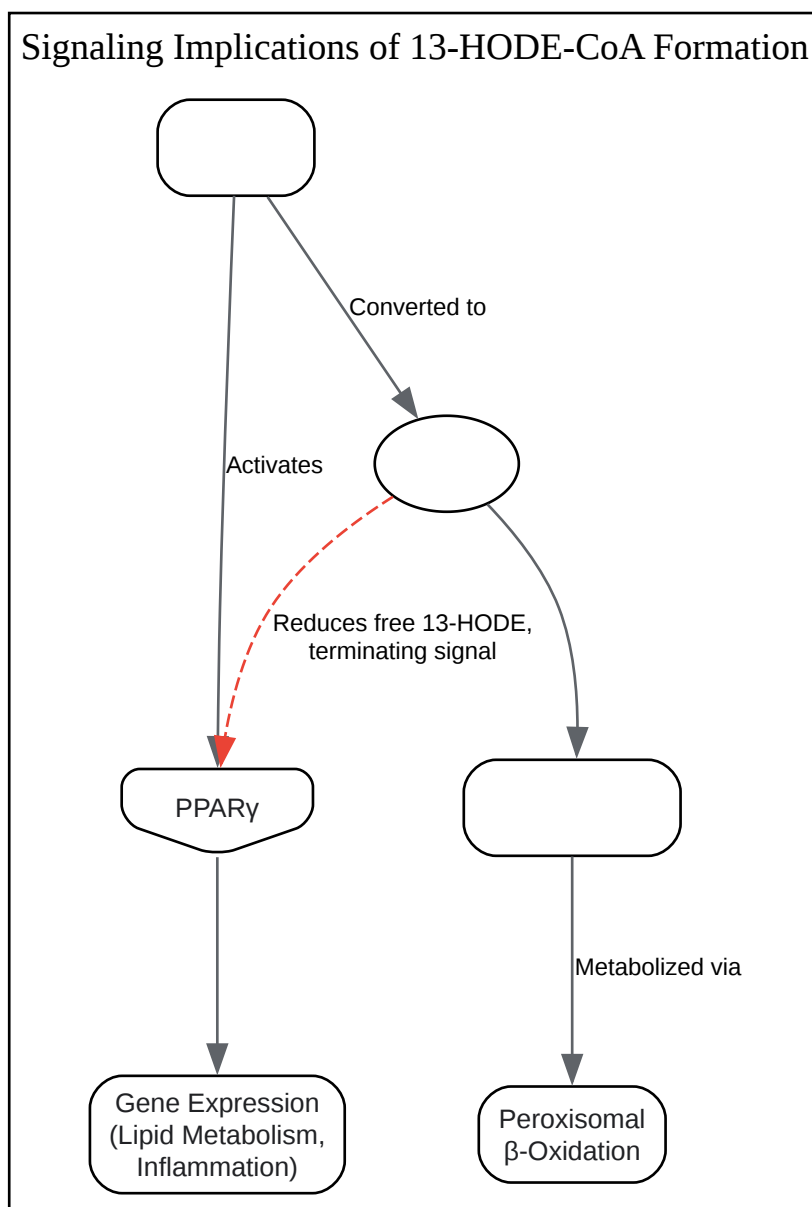 Signaling Implications of 13-HODE-CoA Formation
Converted to
Activates
Reduces free 13-HODE,
terminating signal
PPARγ
Metabolized via
Gene Expression
(Lipid Metabolism,
Inflammation)
Peroxisomal
β-Oxidation